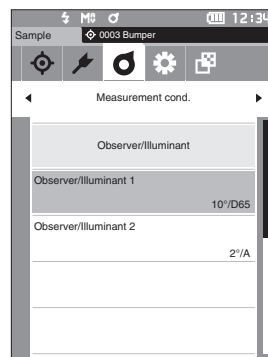 M 12:34
Sample 0003 Bumper
Measurement cond.
Observer/Illuminant
Observer/Illuminant 1
10°/D65
Observer/Illuminant 2
2°/A